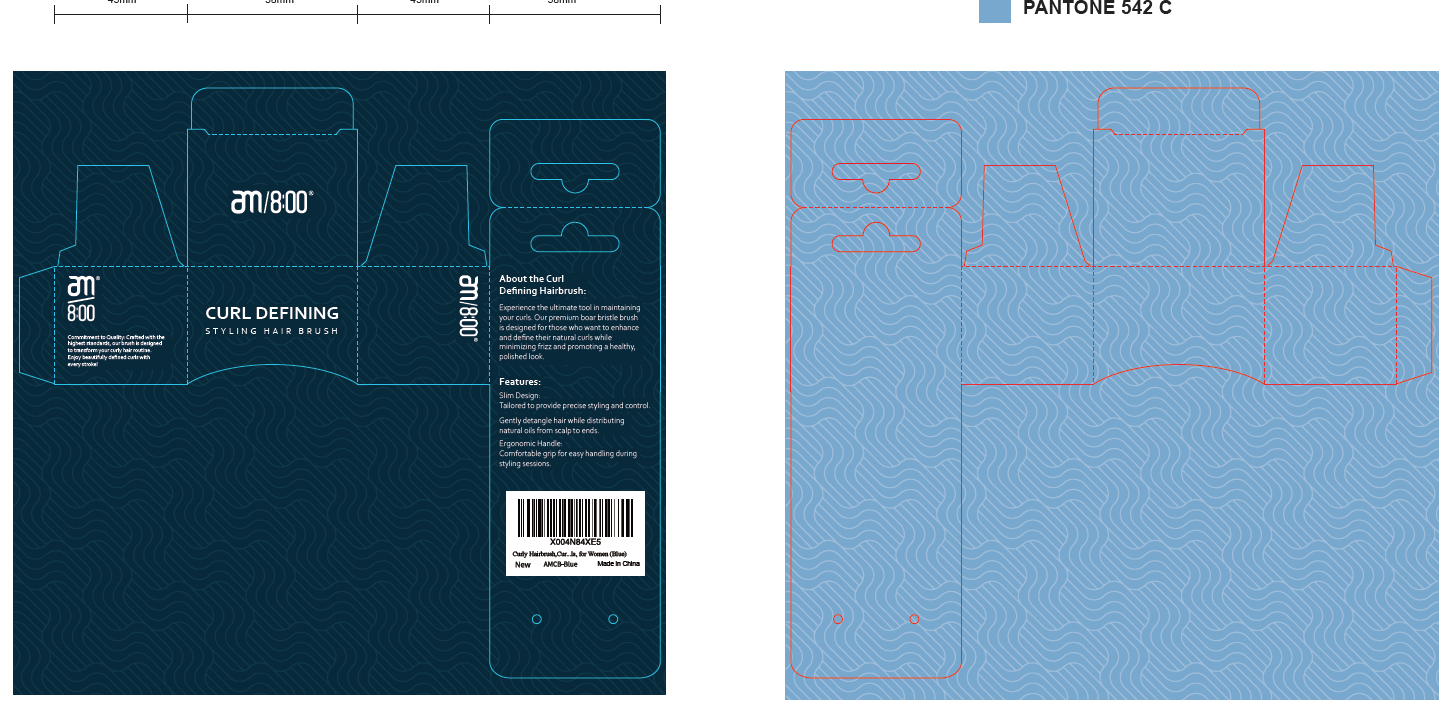 45mm
58mm
45mm
58mm
PANTONE 542 C
am/8:00®
am
8:00
Commitment to Quality: Crafted with the
highest standards, our brush is designed
to transform your curly hair routine.
Enjoy beautifully defined curls with
every stroke!
CURL DEFINING
STYLING HAIR BRUSH
am/8:00®
About the Curl
Defining Hairbrush:
Experience the ultimate tool in maintaining
your curls. Our premium boar bristle brush
is designed for those who want to enhance
and define their natural curls while
minimizing frizz and promoting a healthy,
polished look.
Features:
Slim Design:
Tailored to provide precise styling and control.
Gently detangle hair while distributing
natural oils from scalp to ends.
Ergonomic Handle:
Comfortable grip for easy handling during
styling sessions.
X004N84XE5
Curly Hairbrush,Cur...ls, for Women (Blue)
New AMCB-Blue Made In China